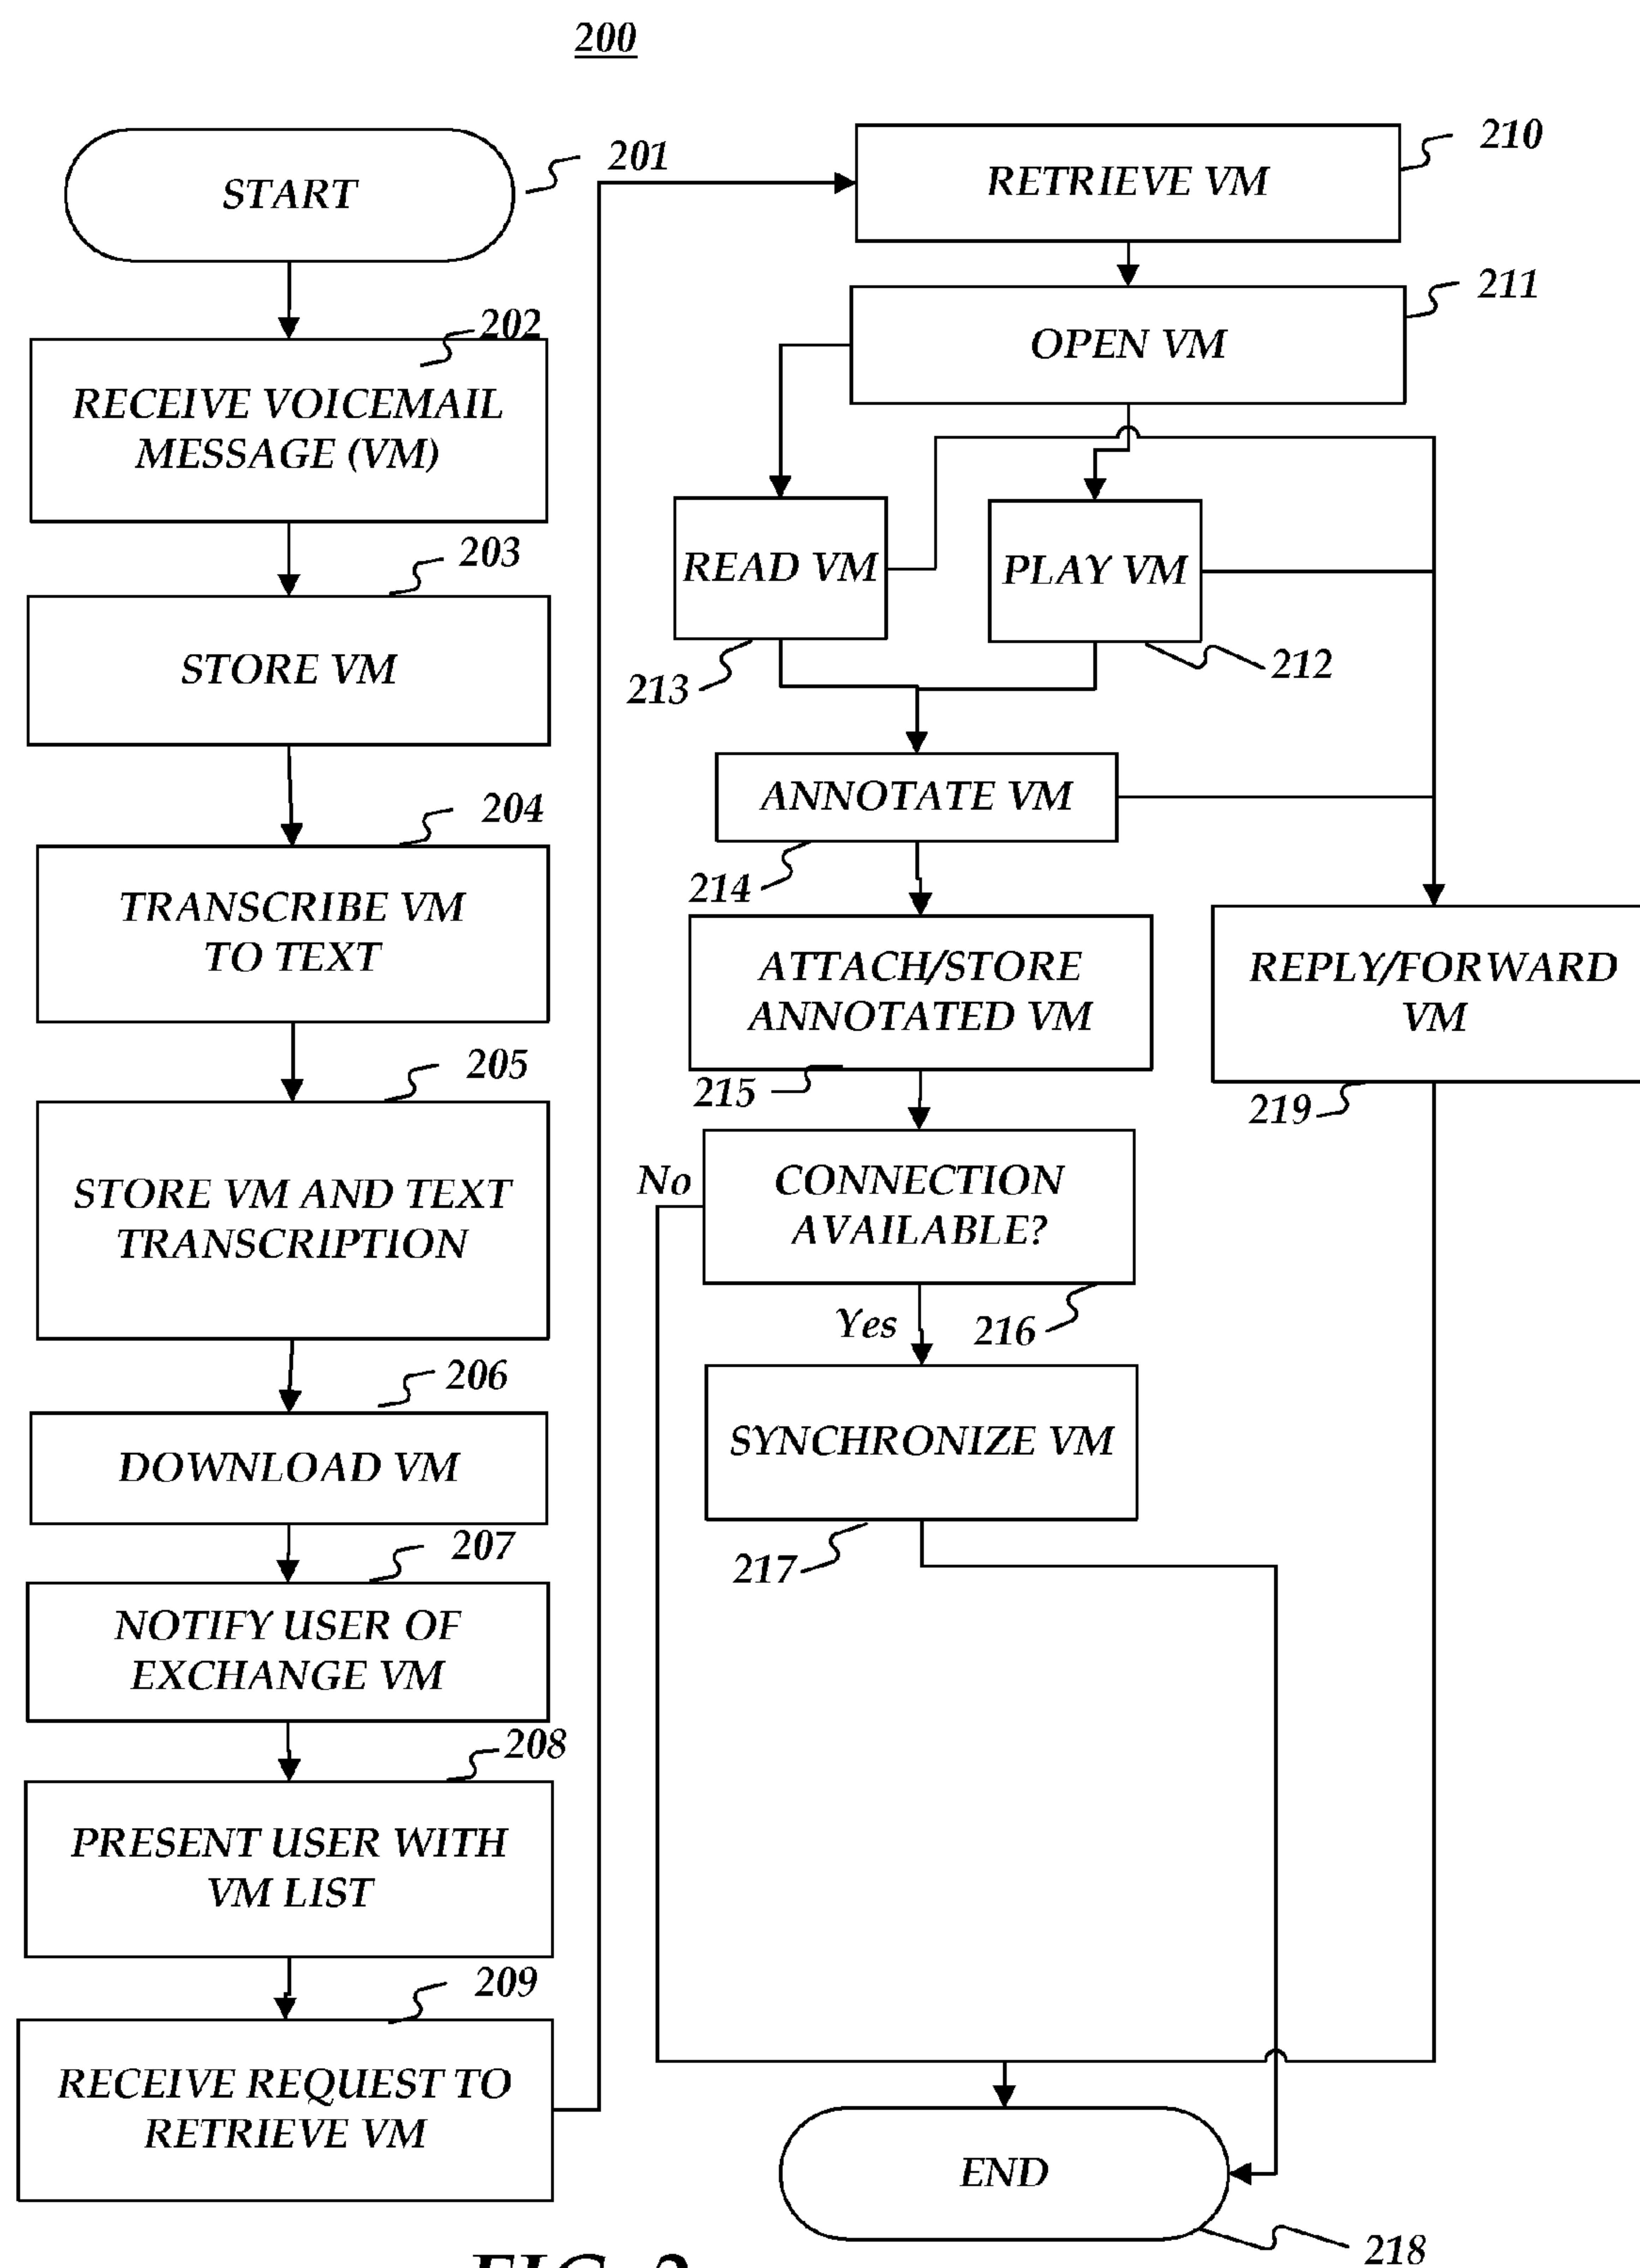 200
START
201
RECEIVE VOICEMAIL
MESSAGE (VM)
202
STORE VM
203
TRANSCRIBE VM
TO TEXT
204
STORE VM AND TEXT
TRANSCRIPTION
205
DOWNLOAD VM
206
NOTIFY USER OF
EXCHANGE VM
207
PRESENT USER WITH
VM LIST
208
RECEIVE REQUEST TO
RETRIEVE VM
209
RETRIEVE VM
210
OPEN VM
211
READ VM
213
PLAY VM
212
ANNOTATE VM
214
ATTACH/STORE
ANNOTATED VM
215
REPLY/FORWARD
VM
219
No
CONNECTION
AVAILABLE?
Yes
216
SYNCHRONIZE VM
217
END
218
FIG. 2